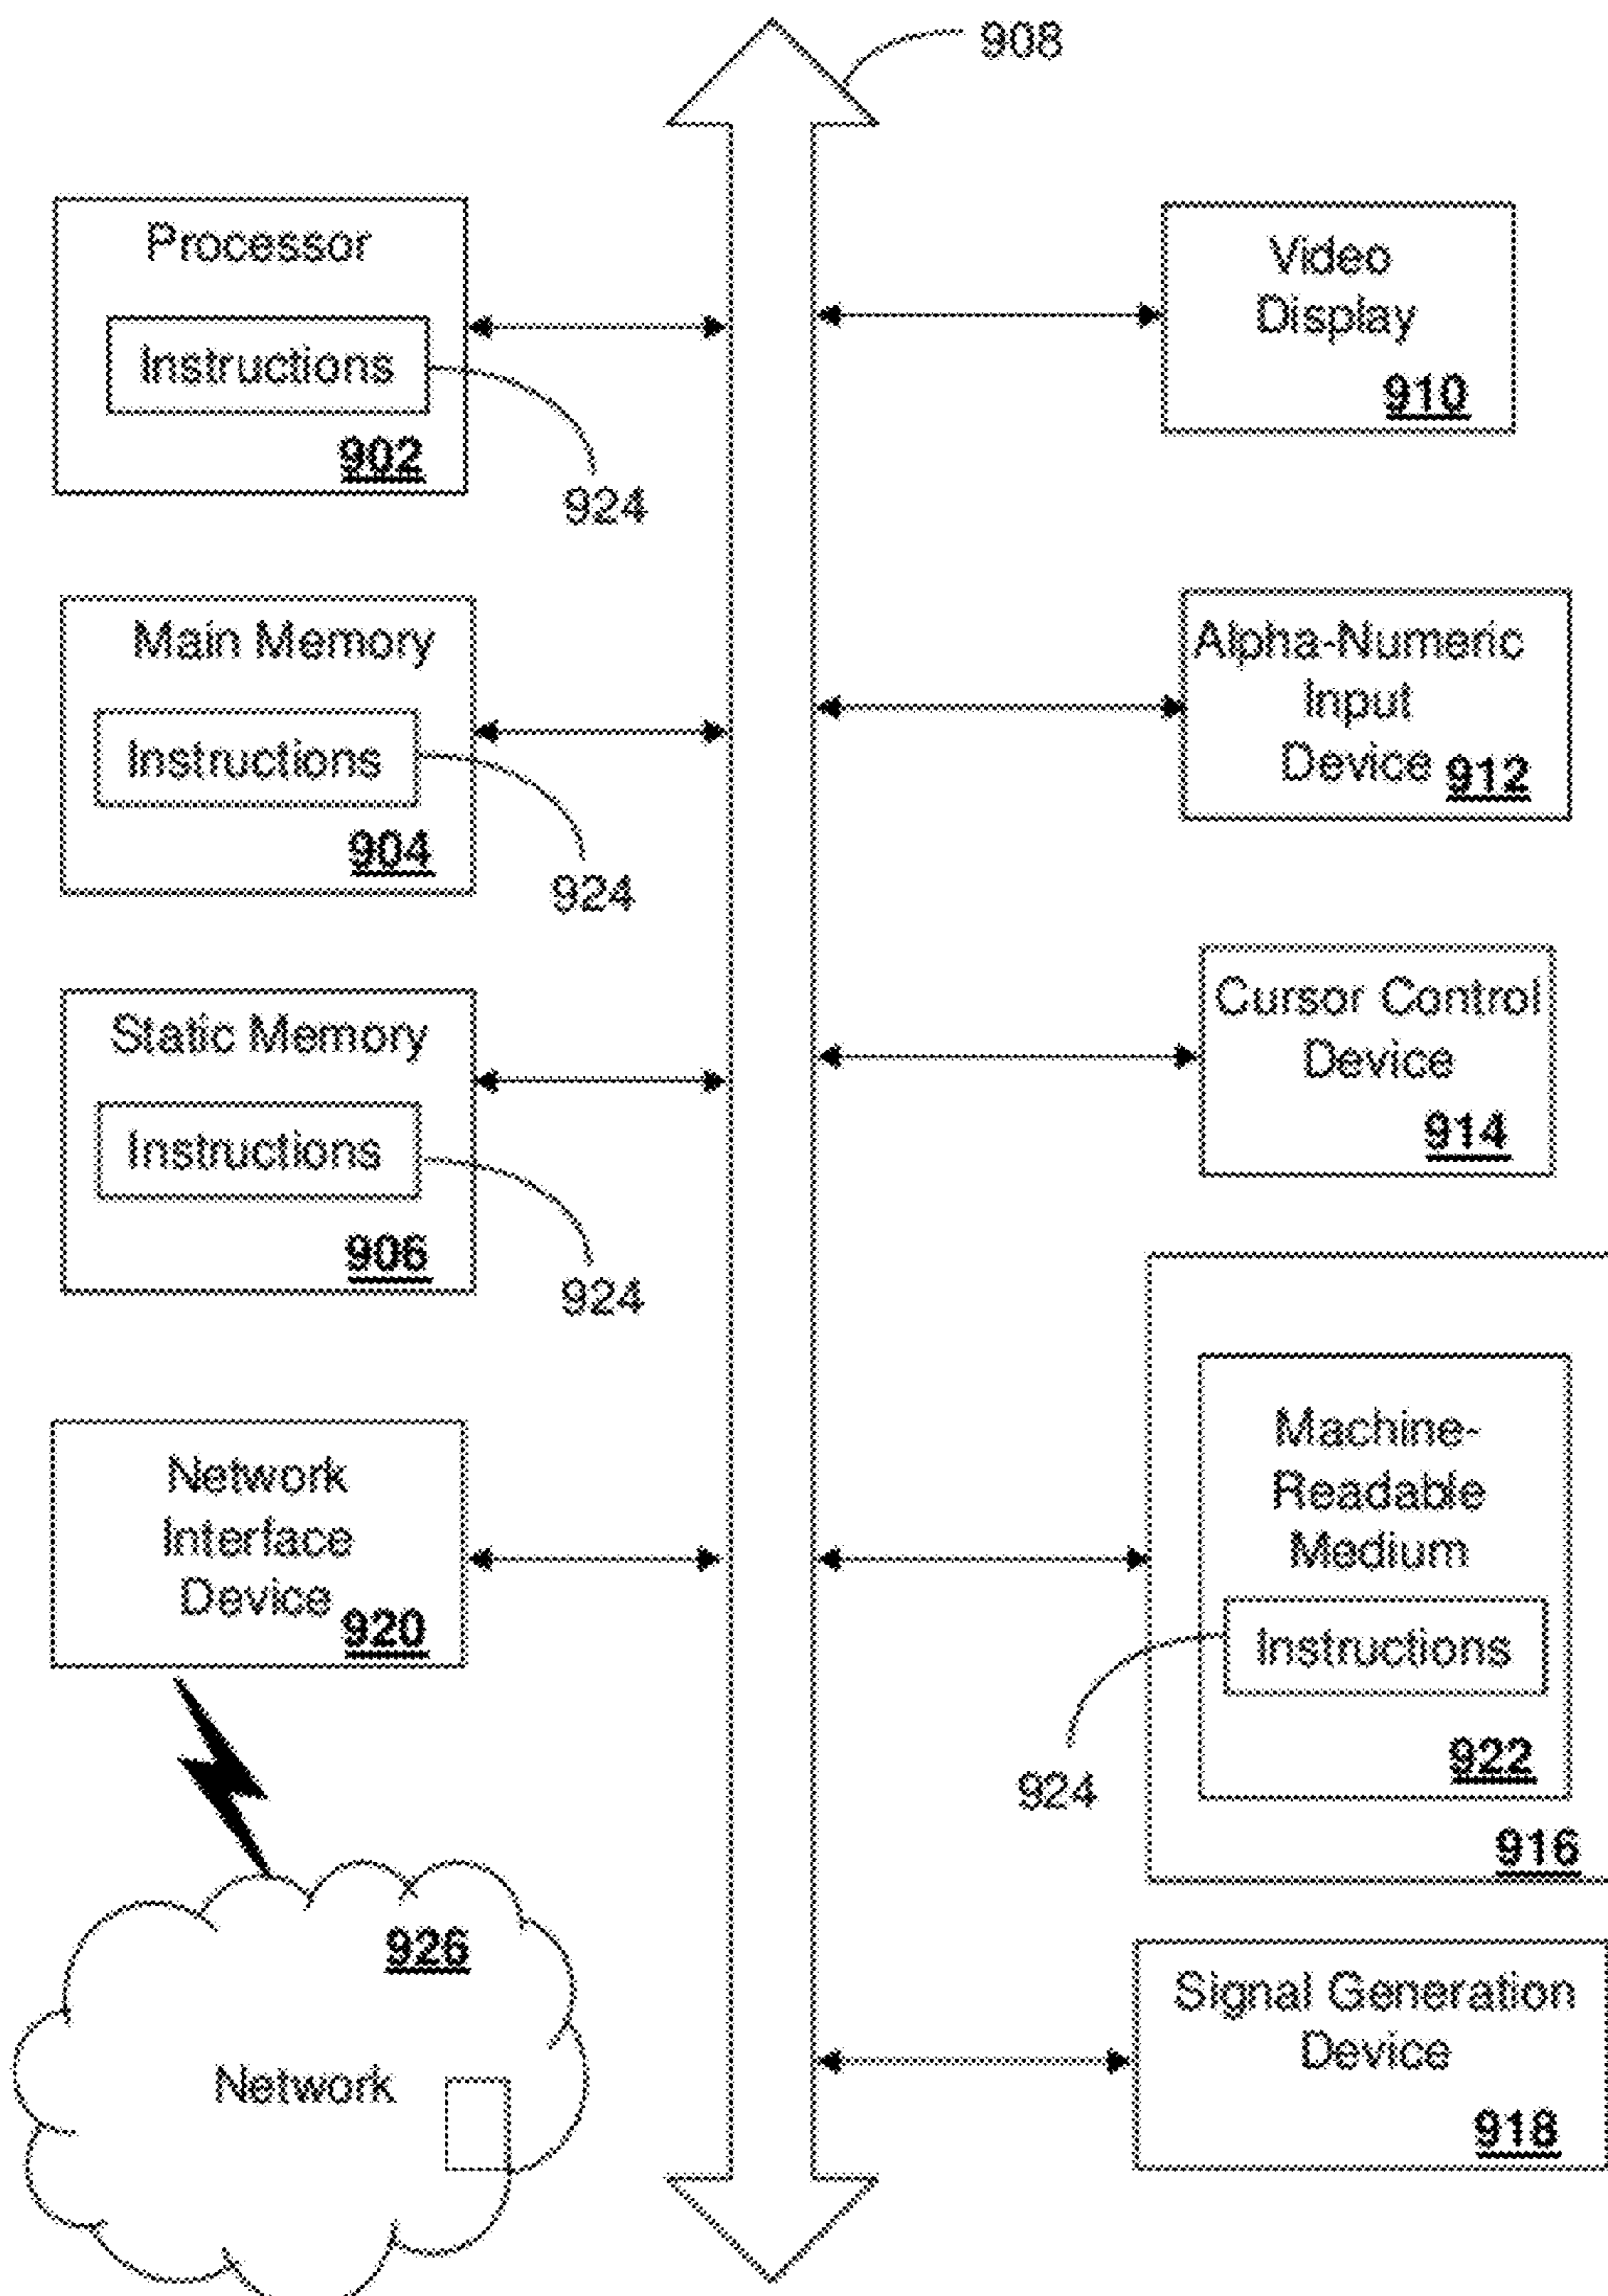 908
Processor
Instructions
902
924
Main Memory
Instructions
904
924
Static Memory
Instructions
906
924
Network
Interface
Device
920
926
Network
Video
Display
910
Alpha-Numeric
Input
Device 912
Cursor Control
Device
914
Machine-
Readable
Medium
Instructions
924
922
916
Signal Generation
Device
918